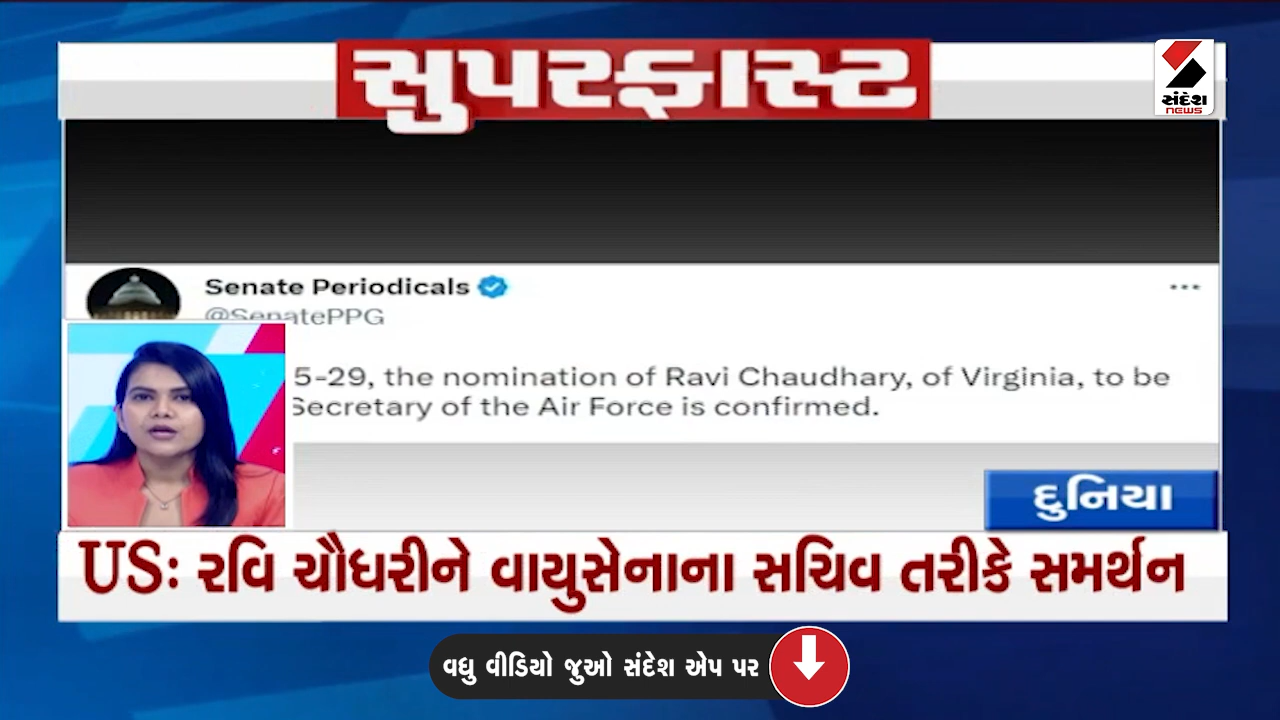 સુપરફાસ્ટ
સંદેશ
NEWS
Senate Periodicals
@SenatePPG
5-29, the nomination of Ravi Chaudhary, of Virginia, to be
Secretary of the Air Force is confirmed.
દુનિયા
US: રવિ ચૌધરીને વાયુસેનાના સચિવ તરીકે સમર્થન
વધુ વીડિયો જુઓ સંદેશ એપ પર